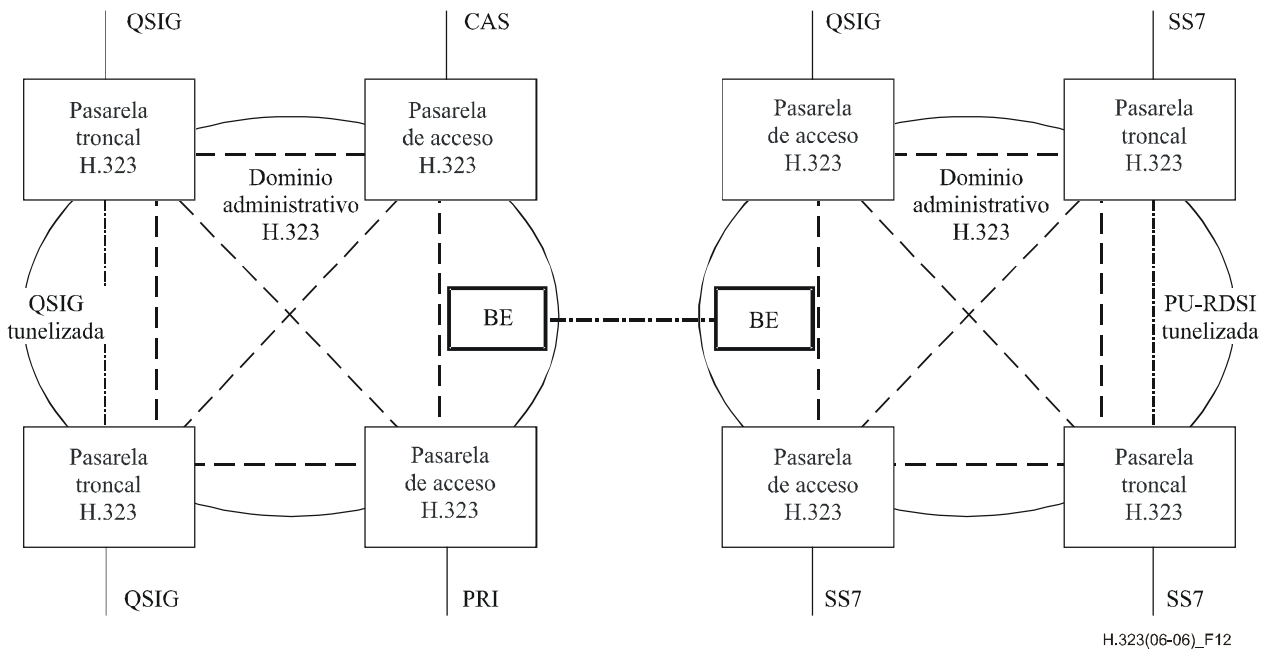 QSIG
CAS
QSIG
SS7
Pasarela
troncal
H.323
Pasarela
de acceso
H.323
Pasarela
de acceso
H.323
Pasarela
troncal
H.323
Dominio
administrativo
H.323
Dominio
administrativo
H.323
QSIG
tunelizada
BE
BE
PU-RDSI
tunelizada
Pasarela
troncal
H.323
Pasarela
de acceso
H.323
Pasarela
de acceso
H.323
Pasarela
troncal
H.323
QSIG
PRI
SS7
SS7
H.323(06-06)_F12